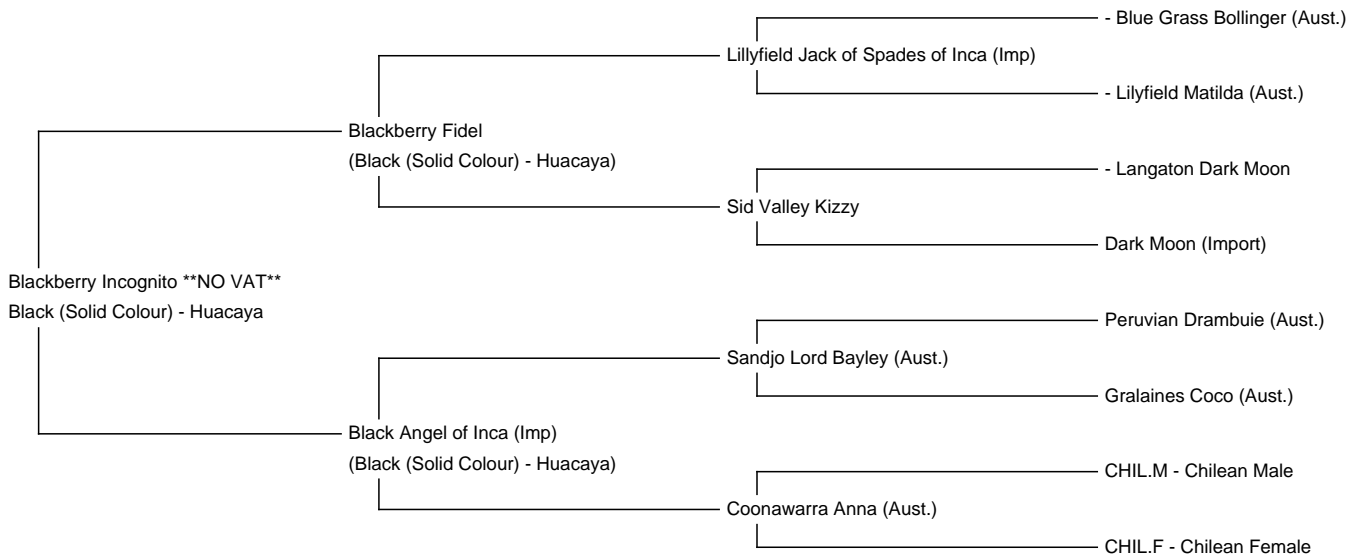 - Blue Grass Bollinger (Aust.)
Lillyfield Jack of Spades of Inca (Imp)
- Lilyfield Matilda (Aust.)
Blackberry Fidel
(Black (Solid Colour) - Huacaya)
- Langaton Dark Moon
Sid Valley Kizzy
Dark Moon (Import)
Blackberry Incognito **NO VAT**
Black (Solid Colour) - Huacaya
Peruvian Drambuie (Aust.)
Sandjo Lord Bayley (Aust.)
Gralaines Coco (Aust.)
Black Angel of Inca (Imp)
(Black (Solid Colour) - Huacaya)
CHIL.M - Chilean Male
Coonawarra Anna (Aust.)
CHIL.F - Chilean Female